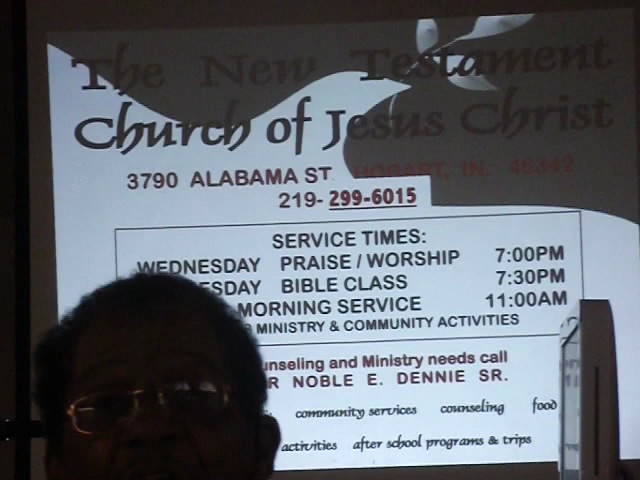 The New Testament
Church of Jesus Christ
3790 ALABAMA ST. HOBART, IN. 46342
219- 299-6015
SERVICE TIMES:
WEDNESDAY PRAISE / WORSHIP 7:00PM
BIBLE CLASS 7:30PM
MORNING SERVICE 11:00AM
MINISTRY & COMMUNITY ACTIVITIES
and Ministry needs call
NOBLE E. DENNIE SR.
community services counseling food
activities after school programs & trips